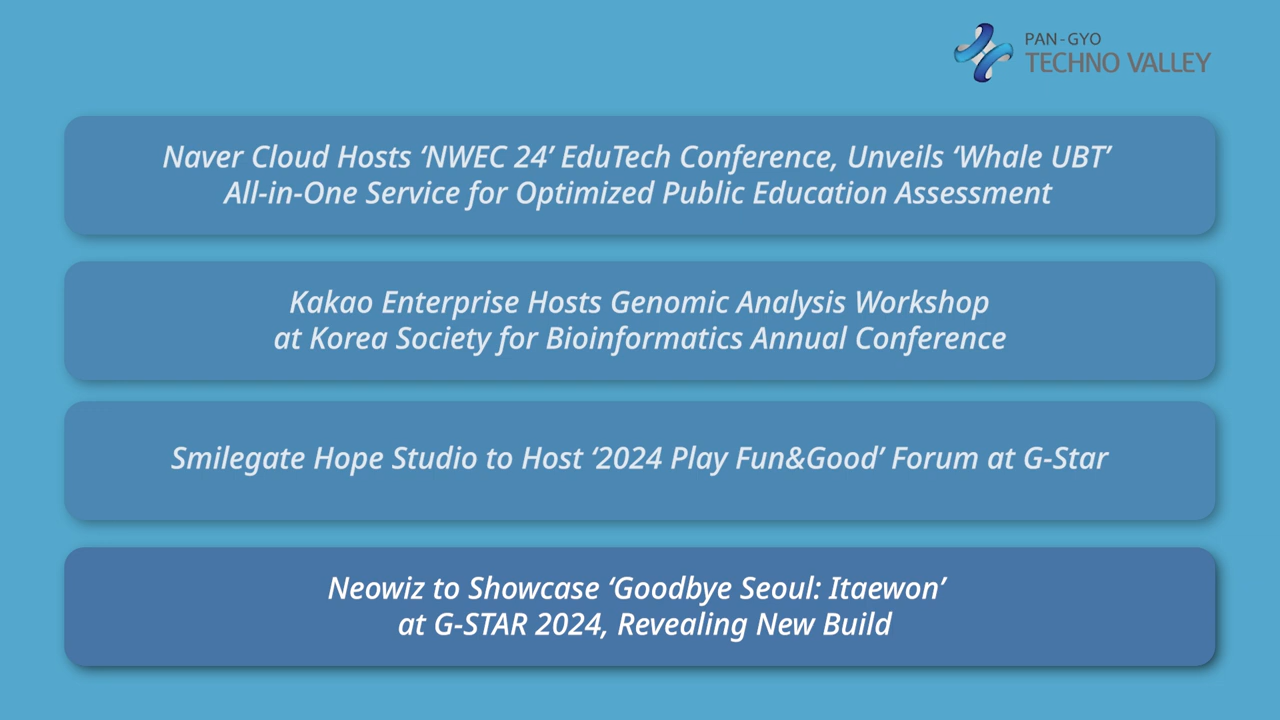 PAN-GYO
TECHNO VALLEY
Naver Cloud Hosts ‘NWEC 24’ EduTech Conference, Unveils ‘Whale UBT’
All-in-One Service for Optimized Public Education Assessment
Kakao Enterprise Hosts Genomic Analysis Workshop
at Korea Society for Bioinformatics Annual Conference
Smilegate Hope Studio to Host ‘2024 Play Fun&Good’ Forum at G-Star
Neowiz to Showcase ‘Goodbye Seoul: Itaewon’
at G-STAR 2024, Revealing New Build